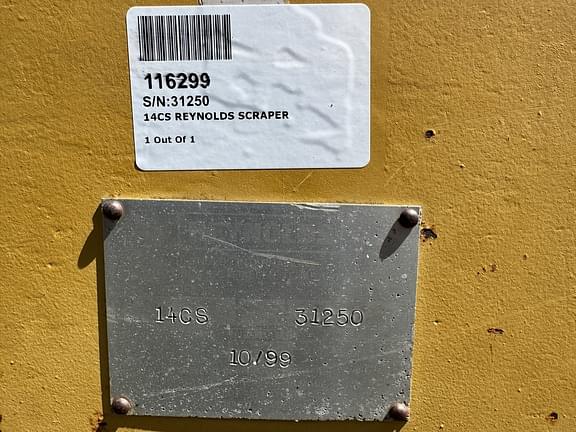 116299
S/N:31250
14CS REYNOLDS SCRAPER
1 Out Of 1
14CS 31250
10/99